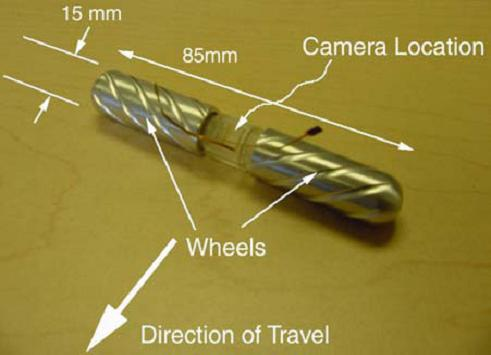 15 mm
85mm
Camera Location
Wheels
Direction of Travel